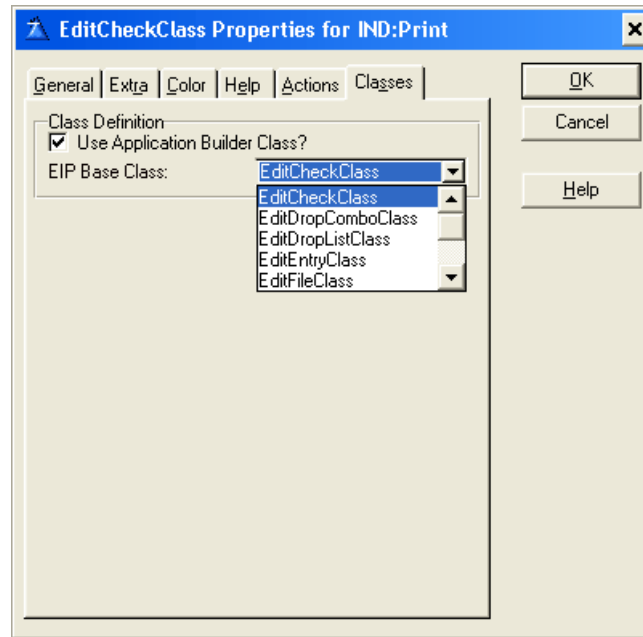 EditCheckClass Properties for IND:Print
General Extra Color Help Actions Classes
OK
Cancel
Help
Class Definition
Use Application Builder Class?
EIP Base Class: EditCheckClass
EditCheckClass
EditDropComboClass
EditDropListClass
EditEntryClass
EditFileClass